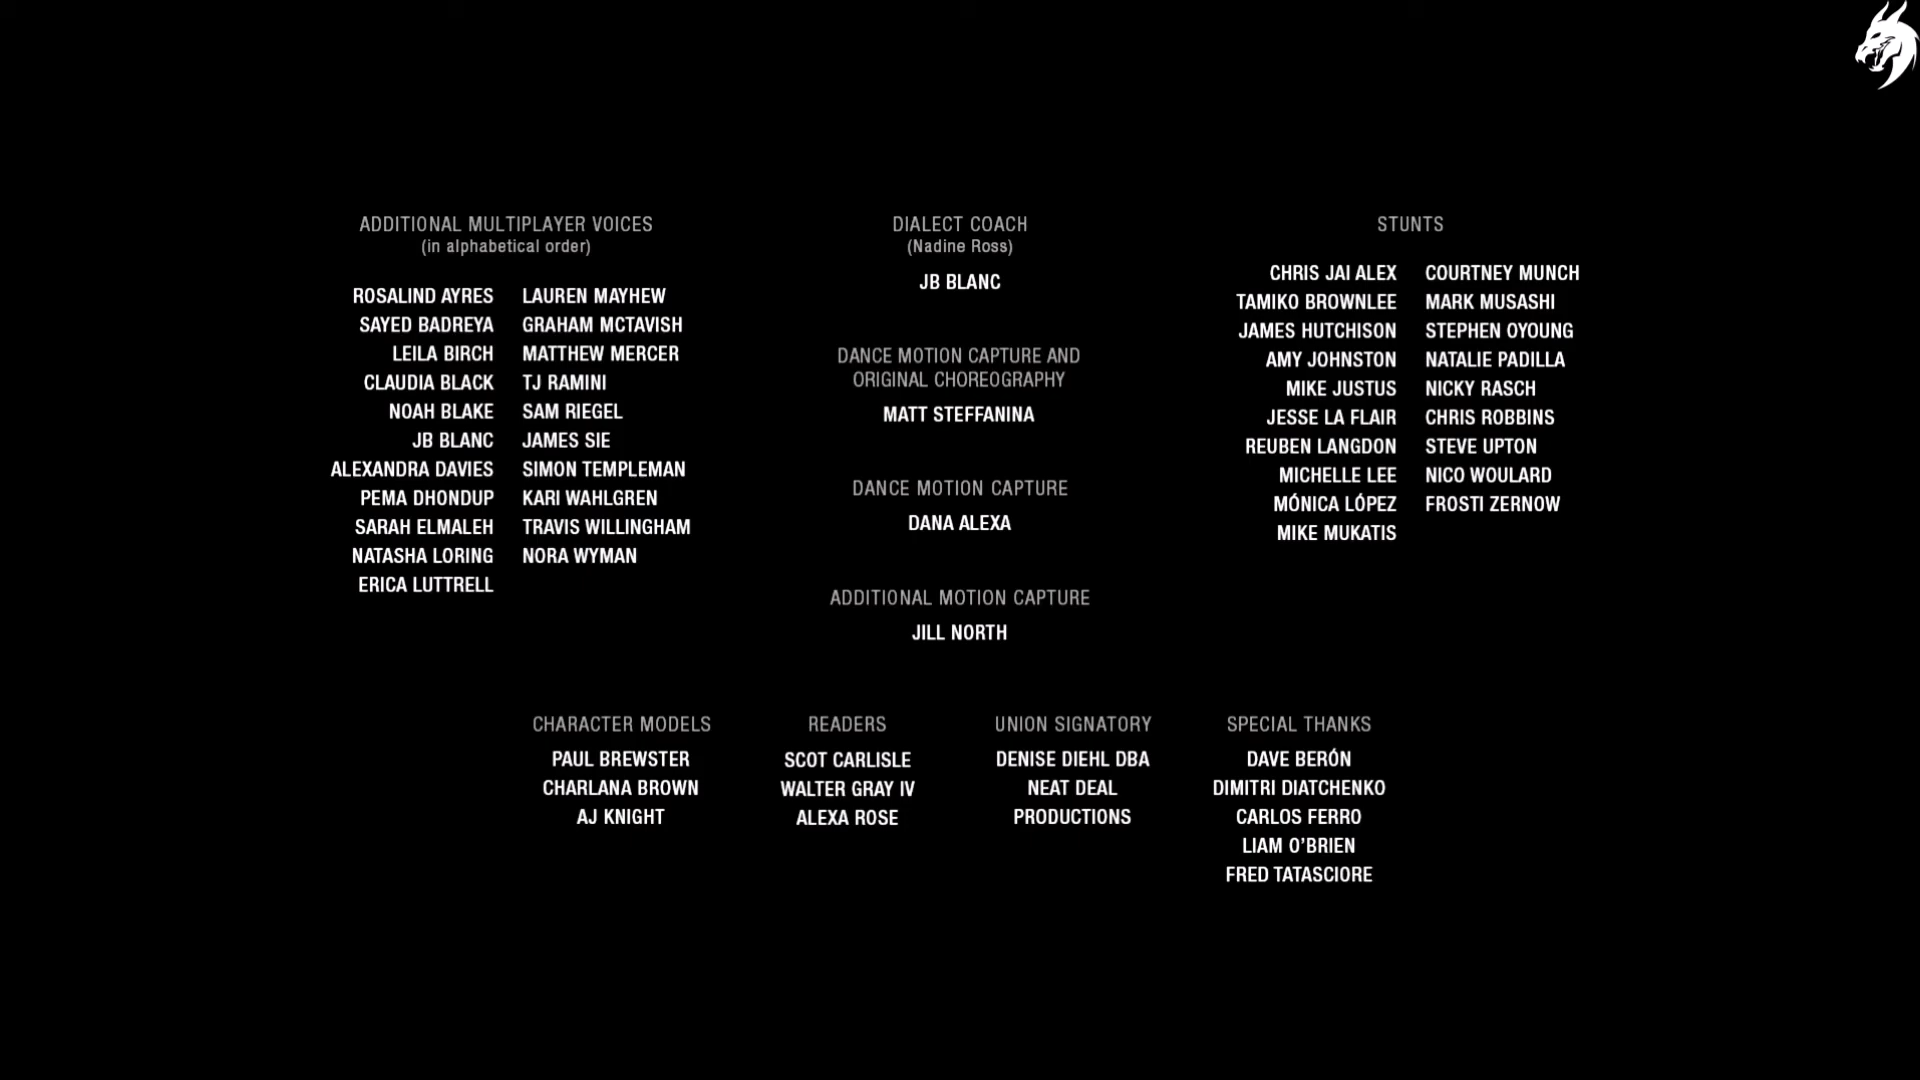 ADDITIONAL MULTIPLAYER VOICES
(in alphabetical order)
ROSALIND AYRES LAUREN MAYHEW
SAYED BADREYA GRAHAM MCTAVISH
LEILA BIRCH MATTHEW MERCER
CLAUDIA BLACK TJ RAMINI
NOAH BLAKE SAM RIEGEL
JB BLANC JAMES SIE
ALEXANDRA DAVIES SIMON TEMPLEMAN
PEMA DHONDUP KARI WAHLGREN
SARAH ELMALEH TRAVIS WILLINGHAM
NATASHA LORING NORA WYMAN
ERICA LUTTRELL
DIALECT COACH
(Nadine Ross)
JB BLANC
DANCE MOTION CAPTURE AND
ORIGINAL CHOREOGRAPHY
MATT STEFFANINA
DANCE MOTION CAPTURE
DANA ALEXA
ADDITIONAL MOTION CAPTURE
JILL NORTH
STUNTS
CHRIS JAI ALEX COURTNEY MUNCH
TAMIKO BROWNLEE MARK MUSASHI
JAMES HUTCHISON STEPHEN OYOUNG
AMY JOHNSTON NATALIE PADILLA
MIKE JUSTUS NICKY RASCH
JESSE LA FLAIR CHRIS ROBBINS
REUBEN LANGDON STEVE UPTON
MICHELLE LEE NICO WOULARD
MÓNICA LÓPEZ FROSTI ZERNOW
MIKE MUKATIS
CHARACTER MODELS
PAUL BREWSTER
CHARLANA BROWN
AJ KNIGHT
READERS
SCOT CARLISLE
WALTER GRAY IV
ALEXA ROSE
UNION SIGNATORY
DENISE DIEHL DBA
NEAT DEAL
PRODUCTIONS
SPECIAL THANKS
DAVE BERÓN
DIMITRI DIATCHENKO
CARLOS FERRO
LIAM O’BRIEN
FRED TATASCIORE